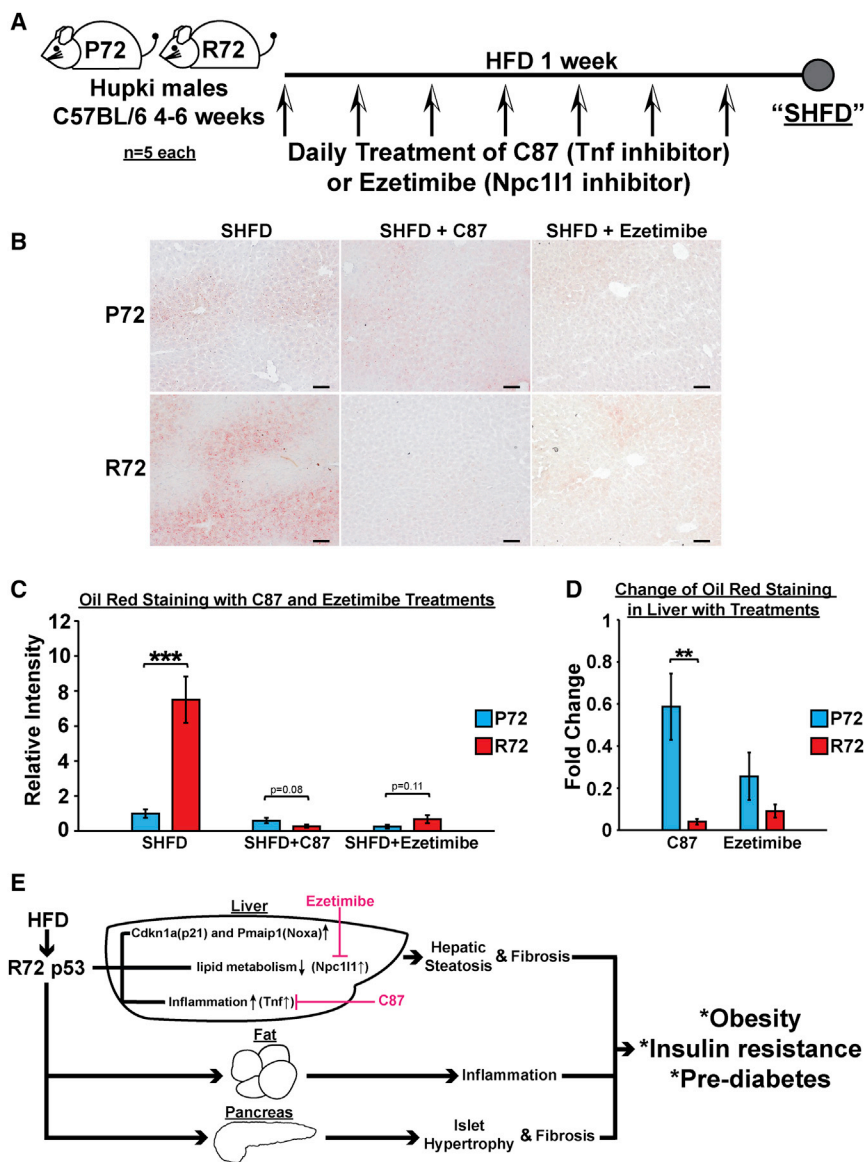 A
P72
R72
Hupki males
C57BL/6 4-6 weeks
n=5 each
HFD 1 week
“SHFD”
Daily Treatment of C87 (Tnf inhibitor)
or Ezetimibe (Npc1l1 inhibitor)
B
SHFD
SHFD + C87
SHFD + Ezetimibe
P72
R72
C
Oil Red Staining with C87 and Ezetimibe Treatments
Relative Intensity
12
10
8
6
4
2
0
***
p=0.08
p=0.11
P72
R72
SHFD
SHFD+C87
SHFD+Ezetimibe
D
Change of Oil Red Staining
in Liver with Treatments
Fold Change
1
0.8
0.6
0.4
0.2
0
**
P72
R72
C87
Ezetimibe
E
HFD
R72 p53
Liver
Ezetimibe
Cdkn1a(p21) and Pmaip1(Noxa)↑
lipid metabolism↓ (Npc1l1↑)
Inflammation↑(Tnf↑)
C87
Hepatic
Steatosis & Fibrosis
Fat
Inflammation
Pancreas
Islet
Hypertrophy & Fibrosis
*Obesity
*Insulin resistance
*Pre-diabetes